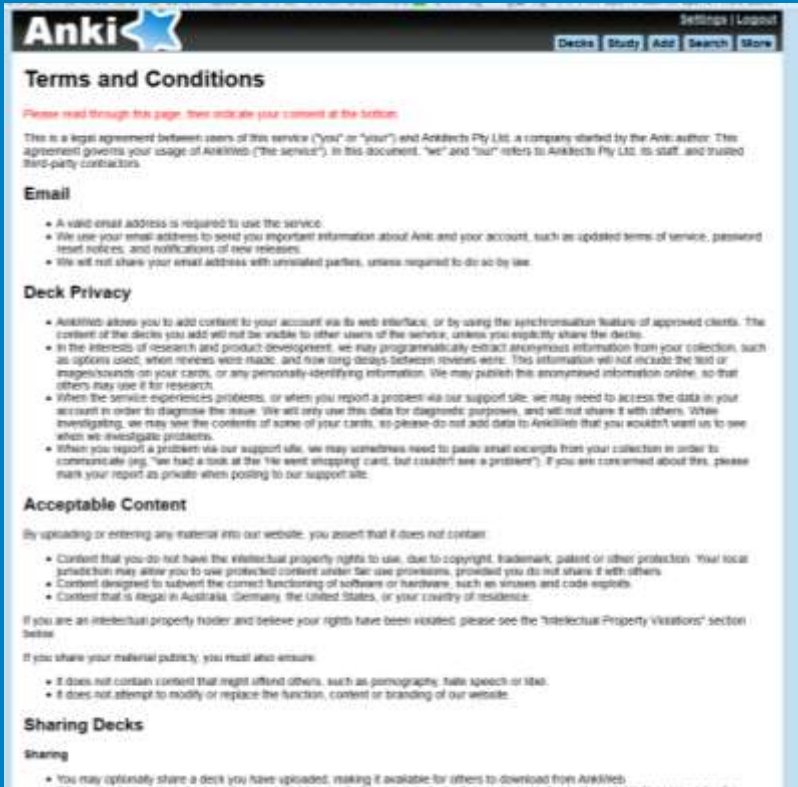 Anki
Settings | Logout
Decks Study Add Search More
Terms and Conditions
Please read through this page, then indicate your consent at the bottom.
This is a legal agreement between users of this service ("you" or "your") and Ankitects Pty Ltd, a company started by the Anki author. This
agreement governs your usage of AnkiWeb ("the service"). In this document, "we" and "our" refers to Ankitects Pty Ltd, its staff, and trusted
third-party contractors.
Email
• A valid email address is required to use the service.
• We use your email address to send you important information about Anki and your account, such as updated terms of service, password
reset notices, and notifications of new releases.
• We will not share your email address with unrelated parties, unless required to do so by law.
Deck Privacy
• AnkiWeb allows you to add content to your account via its web interface, or by using the synchronisation feature of approved clients. The
content of the decks you add will not be visible to other users of the service, unless you explicitly share the decks.
• In the interests of research and product development, we may programmatically extract anonymous information from your collection, such
as options used, when reviews were made, and how long delays between reviews were. This information will not include the text or
images/sounds on your cards, or any personally-identifying information. We may publish this anonymised information online, so that
others may use it for research.
• When the service experiences problems, or when you report a problem via our support site, we may need to access the data in your
account in order to diagnose the issue. We will only use this data for diagnostic purposes, and will not share it with others. While
investigating, we may see the contents of some of your cards, so please do not add data to AnkiWeb that you wouldn't want us to see
when we investigate problems.
• When you report a problem via our support site, we may sometimes need to paste small excerpts from your collection in order to
communicate (eg, "we had a look at the 'He went shopping' card, but couldn't see a problem"). If you are concerned about this, please
mark your report as private when posting to our support site.
Acceptable Content
By uploading or entering any material into our website, you assert that it does not contain:
• Content that you do not have the intellectual property rights to use, due to copyright, trademark, patent or other protection. Your local
jurisdiction may allow you to use protected content under fair use provisions, provided you do not share it with others.
• Content designed to subvert the correct functioning of software or hardware, such as viruses and code exploits.
• Content that is illegal in Australia, Germany, the United States, or your country of residence.
If you are an intellectual property holder and believe your rights have been violated, please see the "Intellectual Property Violations" section
below.
If you share your material publicly, you must also ensure:
• It does not contain content that might offend others, such as pornography, hate speech or libel.
• It does not attempt to modify or replace the function, content or branding of our website.
Sharing Decks
Sharing
• You may optionally share a deck you have uploaded, making it available for others to download from AnkiWeb.